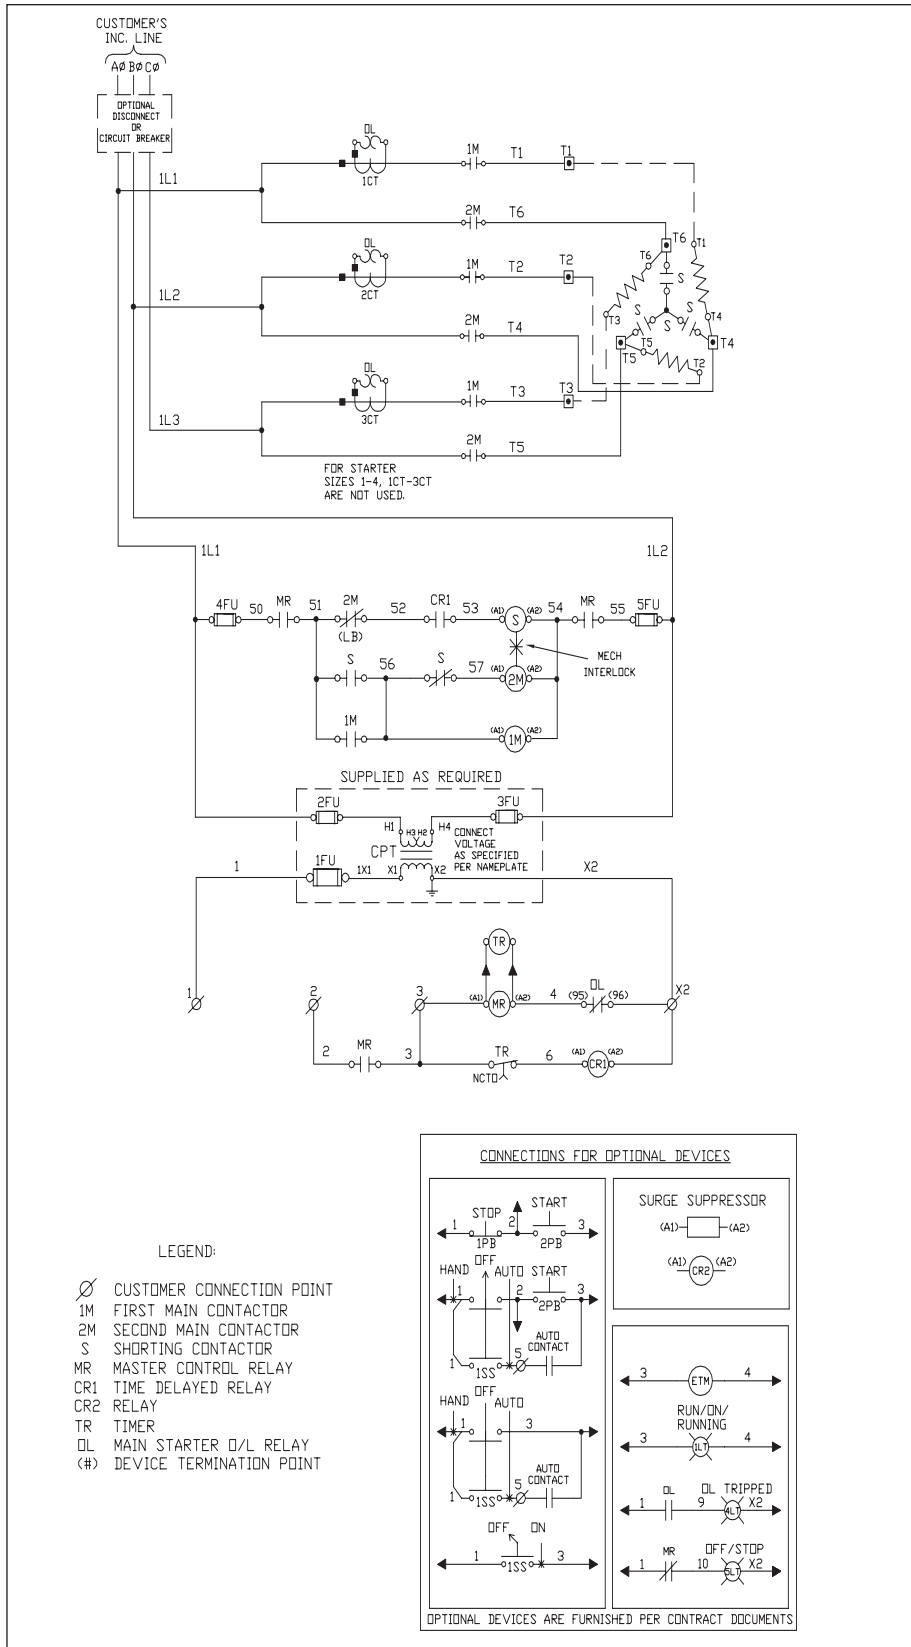 CUSTOMER'S
INC. LINE
AØ BØ CØ
OPTIONAL
DISCONNECT
OR
CIRCUIT BREAKER
OL
1M T1 T1
1CT
1L1
2M T6
T6 T1
OL
1M T2 T2
T6
S
2CT
1L2
S S
T3 T4
2M T4
T5 T5 T4
T2
OL
1M T3 T3
3CT
1L3
2M T5
FOR STARTER
SIZES 1-4, 1CT-3CT
ARE NOT USED.
1L1 1L2
4FU 50 MR 51 2M 52 CR1 53 (A1) S (A2) 54 MR 55 5FU
(LB)
MECH
INTERLOCK
S 56 S 57 (A1) 2M (A2)
1M (A1) 1M (A2)
SUPPLIED AS REQUIRED
2FU 3FU
H1 H3 H2 H4
CONNECT
VOLTAGE
AS SPECIFIED
PER NAMEPLATE
CPT
1 1FU 1X1 X1 X2 X2
TR
1 2 3 (A1) MR (A2) 4 (95) OL (96) X2
2 MR 3 TR 6 (A1) CR1 (A2)
NCTO
CONNECTIONS FOR OPTIONAL DEVICES
STOP START
1 2 3
1PB 2PB
OFF
HAND AUTO START
1 2 3
2PB
AUTO
CONTACT
5
1 1SS
OFF
HAND AUTO
1 3
AUTO
CONTACT
5
1 1SS
OFF ON
1 3
1SS
SURGE SUPPRESSOR
(A1) (A2)
(A1) (A2)
CR2
3 4
ETM
RUN/ON/
RUNNING
3 4
1LT
OL OL TRIPPED
1 9 X2
4LT
MR OFF/STOP
1 10 X2
5LT
OPTIONAL DEVICES ARE FURNISHED PER CONTRACT DOCUMENTS
LEGEND:
Ø CUSTOMER CONNECTION POINT
1M FIRST MAIN CONTACTOR
2M SECOND MAIN CONTACTOR
S SHORTING CONTACTOR
MR MASTER CONTROL RELAY
CR1 TIME DELAYED RELAY
CR2 RELAY
TR TIMER
OL MAIN STARTER O/L RELAY
(#) DEVICE TERMINATION POINT